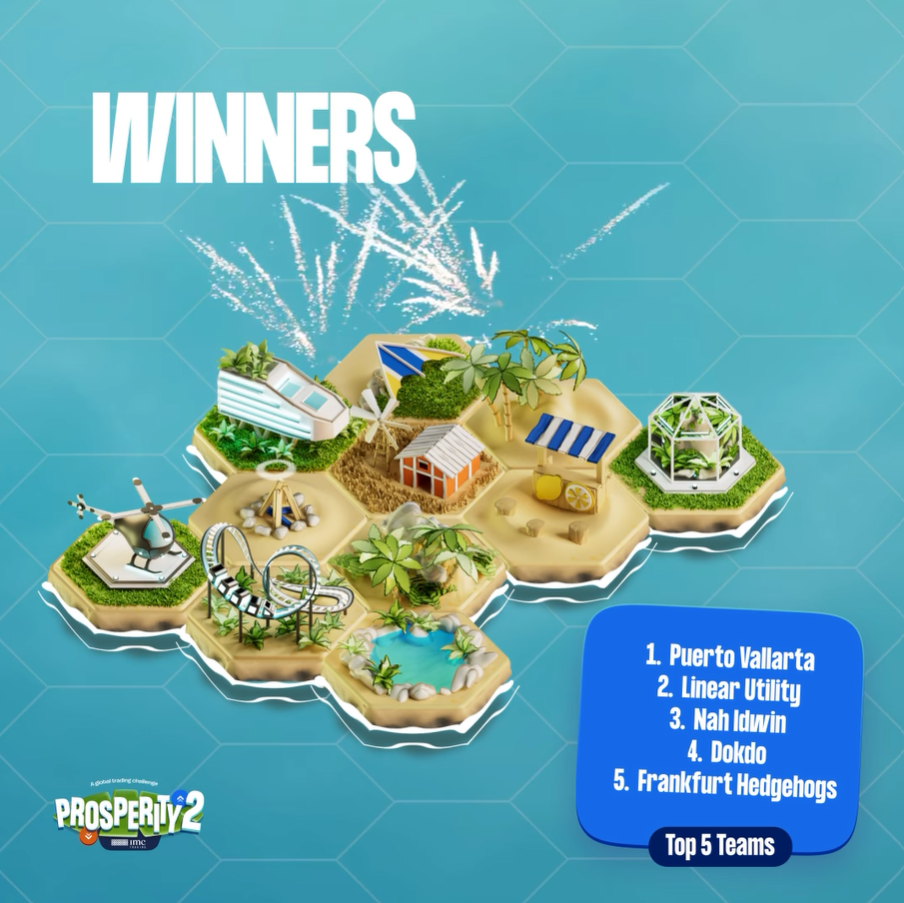 WINNERS
1. Puerto Vallarta
2. Linear Utility
3. Nah Idwin
4. Dokdo
5. Frankfurt Hedgehogs
Top 5 Teams
A global trading challenge
PROSPERITY 2
imc
TRADING